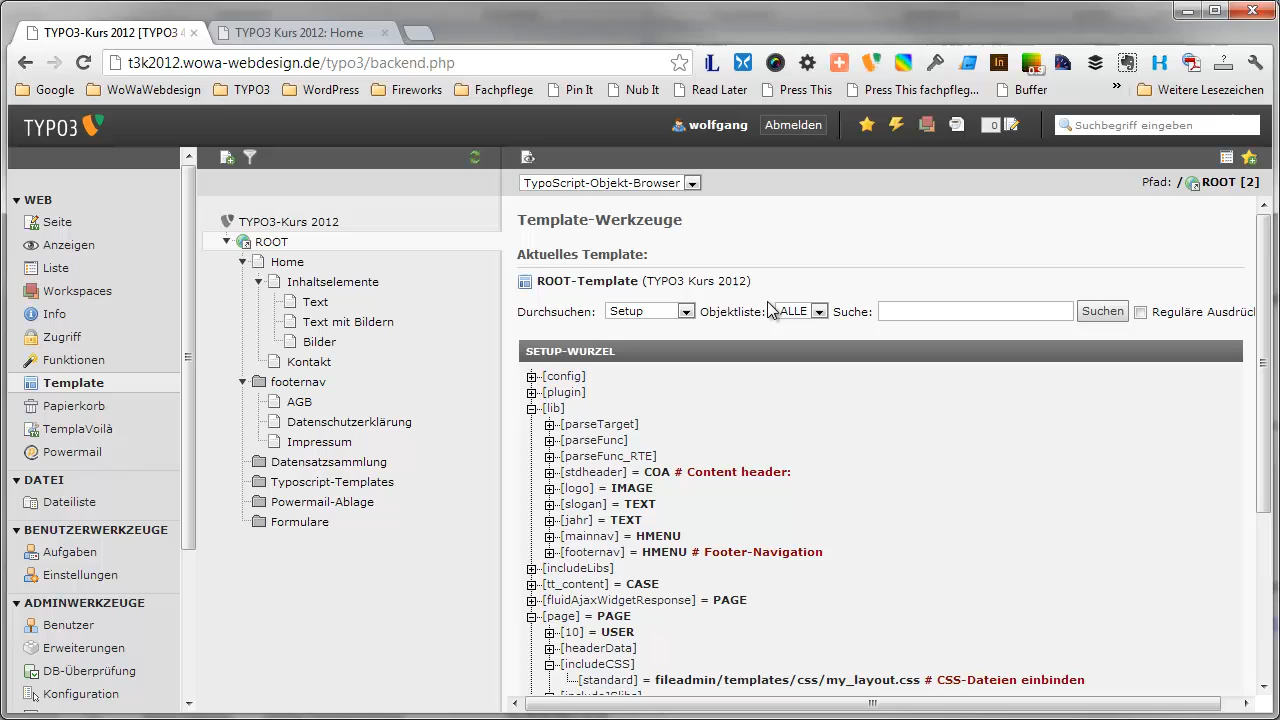 TYPO3-Kurs 2012 [TYPO3 4
TYPO3 Kurs 2012: Home
t3k2012.wowa-webdesign.de/typo3/backend.php
Google WoWaWebdesign TYPO3 WordPress Fireworks Fachpflege Pin It Nub It Read Later Press This Press This fachpfleg... Buffer » Weitere Lesezeichen
TYPO3 wolfgang Abmelden 0 Suchbegriff eingeben
TypoScript-Objekt-Browser Pfad: / ROOT [2]
WEB
Seite
Anzeigen
Liste
Workspaces
Info
Zugriff
Funktionen
Template
Papierkorb
TemplaVoilà
Powermail
DATEI
Dateiliste
BENUTZERWERKZEUGE
Aufgaben
Einstellungen
ADMINWERKZEUGE
Benutzer
Erweiterungen
DB-Überprüfung
Konfiguration
TYPO3-Kurs 2012
ROOT
Home
Inhaltselemente
Text
Text mit Bildern
Bilder
Kontakt
footernav
AGB
Datenschutzerklärung
Impressum
Datensatzsammlung
Typoscript-Templates
Powermail-Ablage
Formulare
Template-Werkzeuge
Aktuelles Template:
ROOT-Template (TYPO3 Kurs 2012)
Durchsuchen: Setup Objektliste: ALLE Suche: Suchen Reguläre Ausdrüc
SETUP-WURZEL
[config]
[plugin]
[lib]
[parseTarget]
[parseFunc]
[parseFunc_RTE]
[stdheader] = COA # Content header:
[logo] = IMAGE
[slogan] = TEXT
[jahr] = TEXT
[mainnav] = HMENU
[footernav] = HMENU # Footer-Navigation
[includeLibs]
[tt_content] = CASE
[fluidAjaxWidgetResponse] = PAGE
[page] = PAGE
[10] = USER
[headerData]
[includeCSS]
[standard] = fileadmin/templates/css/my_layout.css # CSS-Dateien einbinden